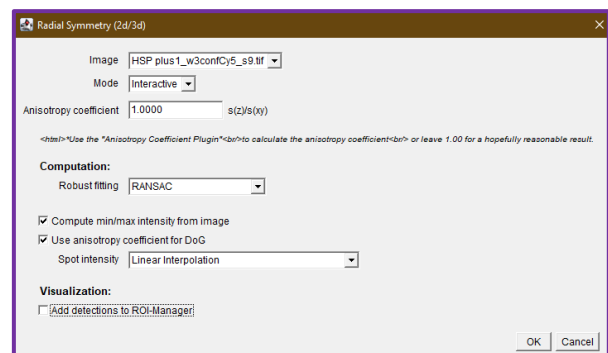 Radial Symmetry (2d/3d)
Image HSP plus1_w3confCy5_s9.tif
Mode Interactive
Anisotropy coefficient 1.0000 s(z)/s(xy)
<html>*Use the "Anisotropy Coefficient Plugin"<br/>to calculate the anisotropy coefficient<br/> or leave 1.00 for a hopefully reasonable result.
Computation:
Robust fitting RANSAC
Compute min/max intensity from image
Use anisotropy coefficient for DoG
Spot intensity Linear Interpolation
Visualization:
Add detections to ROI-Manager
OK Cancel